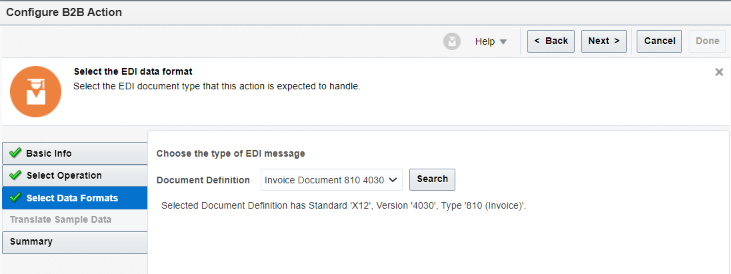 Configure B2B Action
Help
< Back
Next >
Cancel
Done
Select the EDI data format
Select the EDI document type that this action is expected to handle.
Basic Info
Select Operation
Select Data Formats
Translate Sample Data
Summary
Choose the type of EDI message
Document Definition Invoice Document 810 4030 Search
Selected Document Definition has Standard 'X12', Version '4030', Type '810 (Invoice)'.